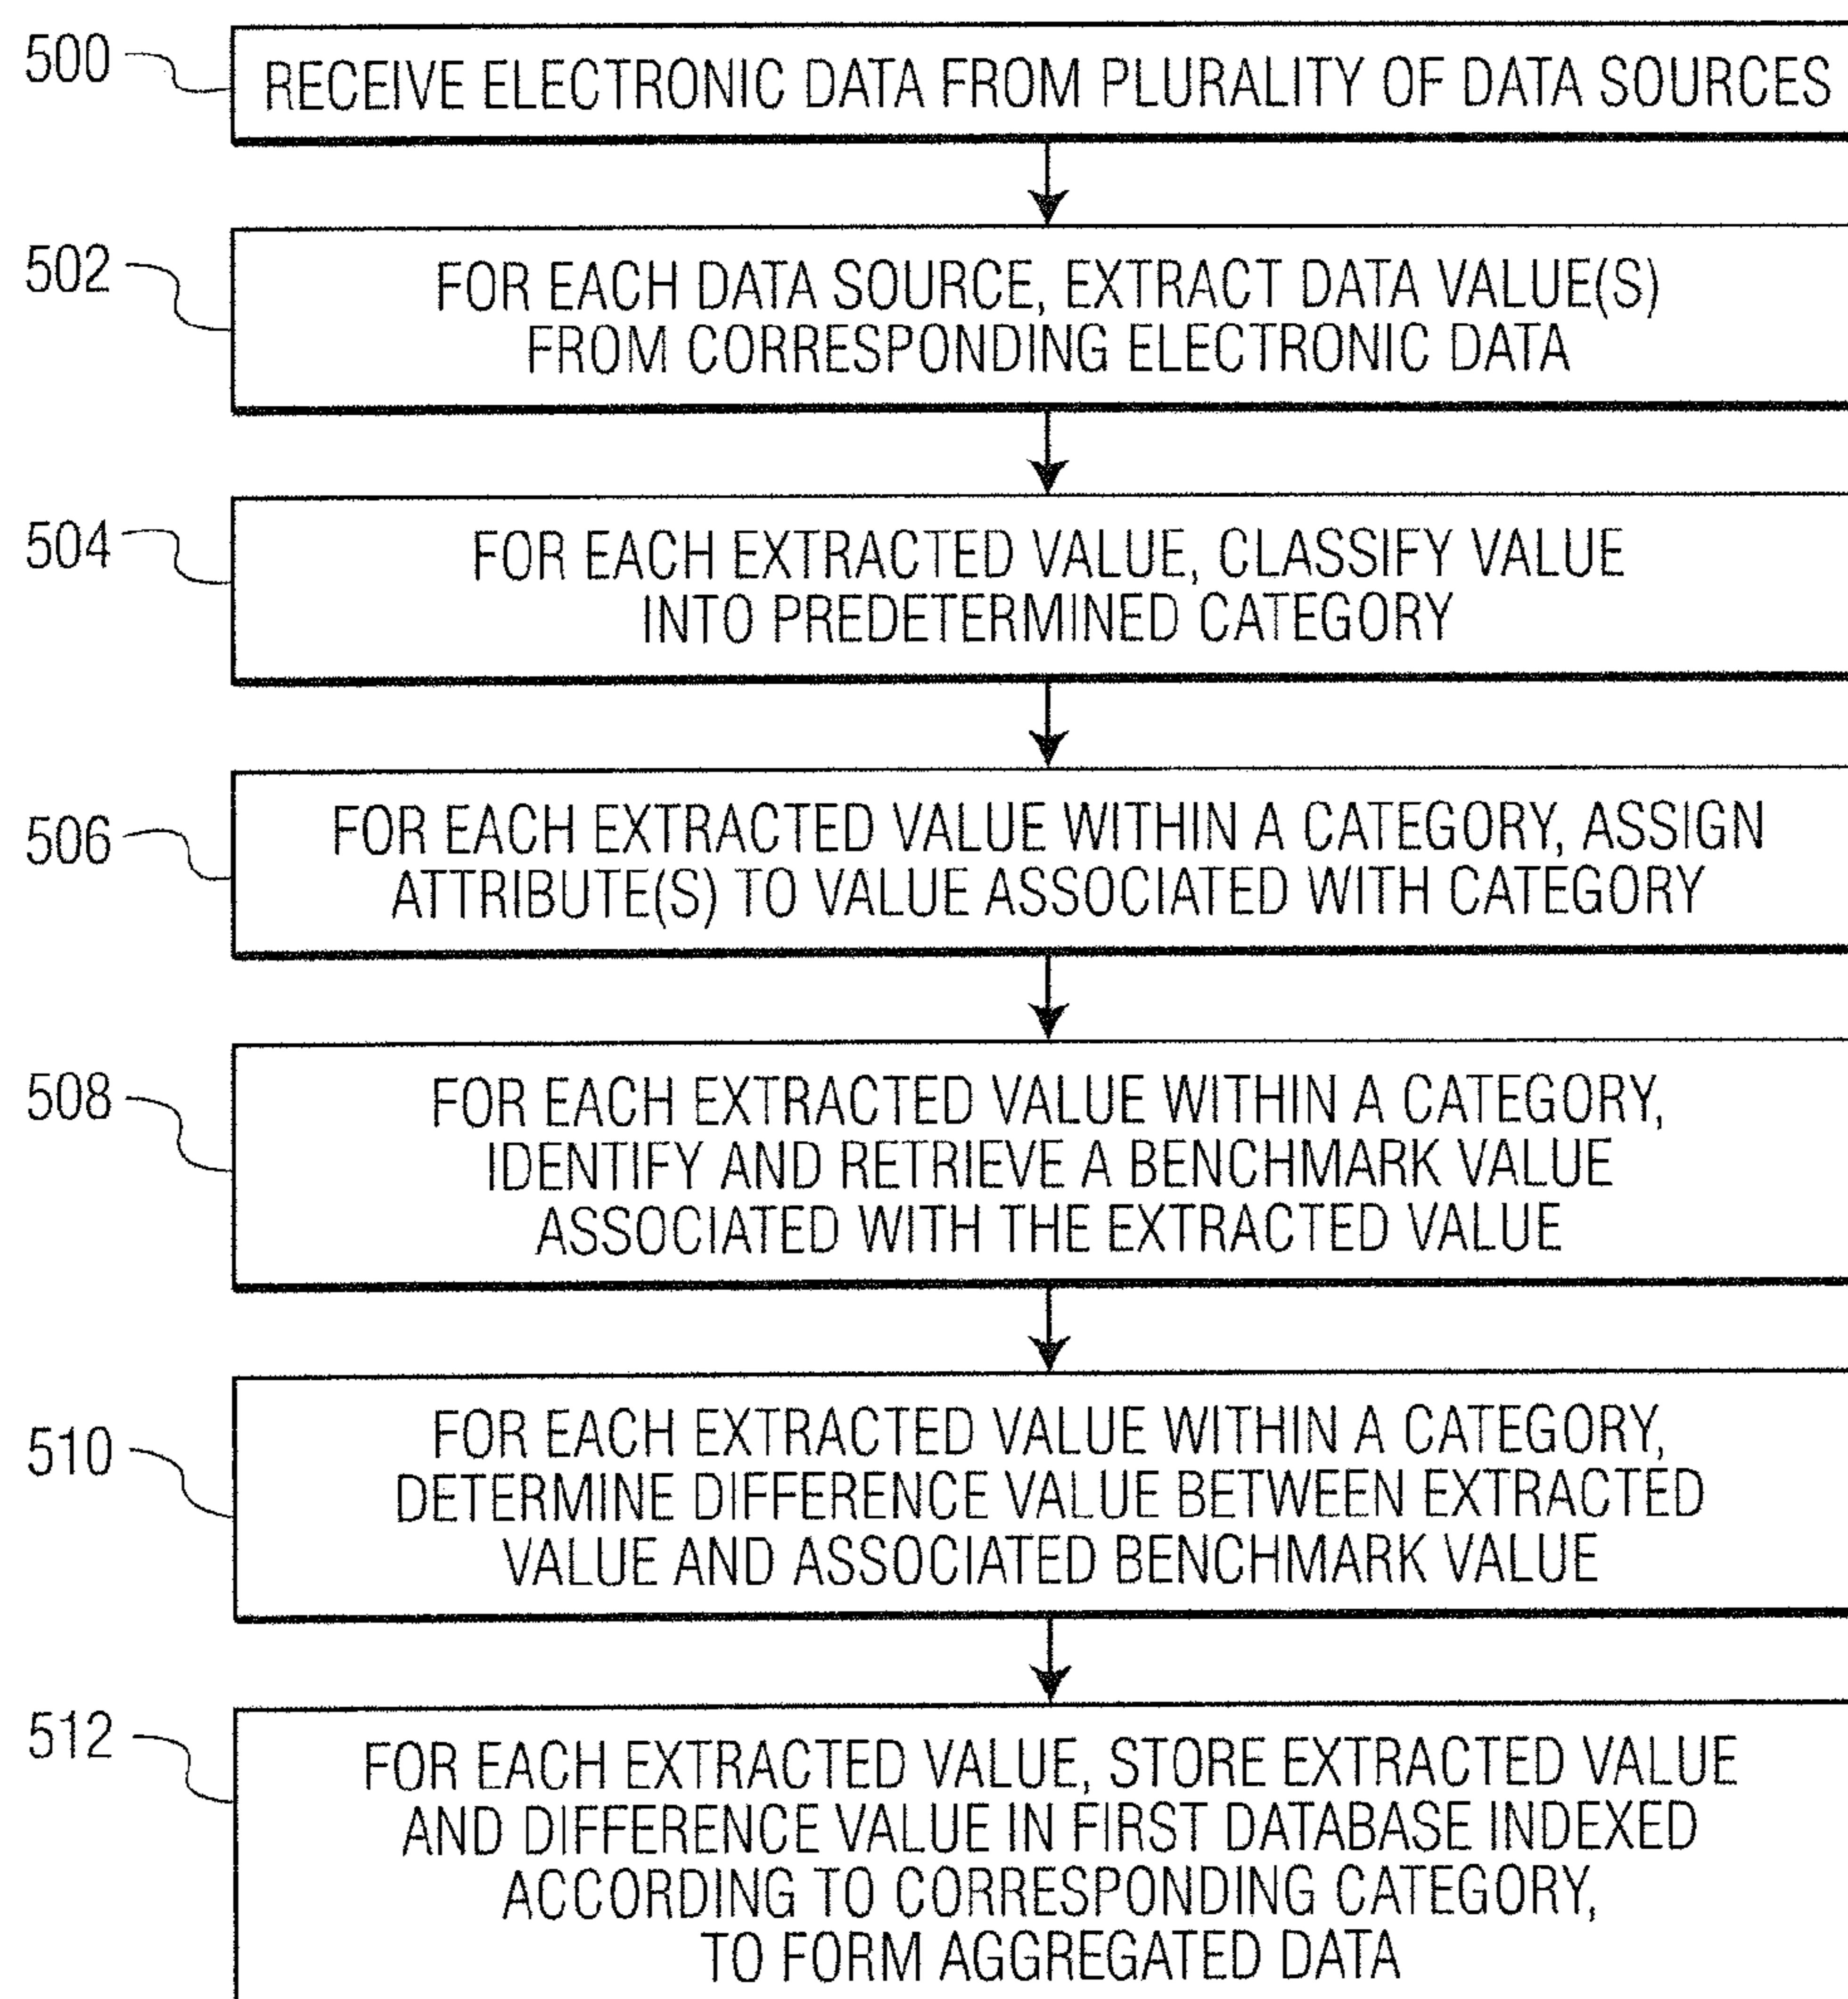 500
RECEIVE ELECTRONIC DATA FROM PLURALITY OF DATA SOURCES
502
FOR EACH DATA SOURCE, EXTRACT DATA VALUE(S)
FROM CORRESPONDING ELECTRONIC DATA
504
FOR EACH EXTRACTED VALUE, CLASSIFY VALUE
INTO PREDETERMINED CATEGORY
506
FOR EACH EXTRACTED VALUE WITHIN A CATEGORY, ASSIGN
ATTRIBUTE(S) TO VALUE ASSOCIATED WITH CATEGORY
508
FOR EACH EXTRACTED VALUE WITHIN A CATEGORY,
IDENTIFY AND RETRIEVE A BENCHMARK VALUE
ASSOCIATED WITH THE EXTRACTED VALUE
510
FOR EACH EXTRACTED VALUE WITHIN A CATEGORY,
DETERMINE DIFFERENCE VALUE BETWEEN EXTRACTED
VALUE AND ASSOCIATED BENCHMARK VALUE
512
FOR EACH EXTRACTED VALUE, STORE EXTRACTED VALUE
AND DIFFERENCE VALUE IN FIRST DATABASE INDEXED
ACCORDING TO CORRESPONDING CATEGORY,
TO FORM AGGREGATED DATA